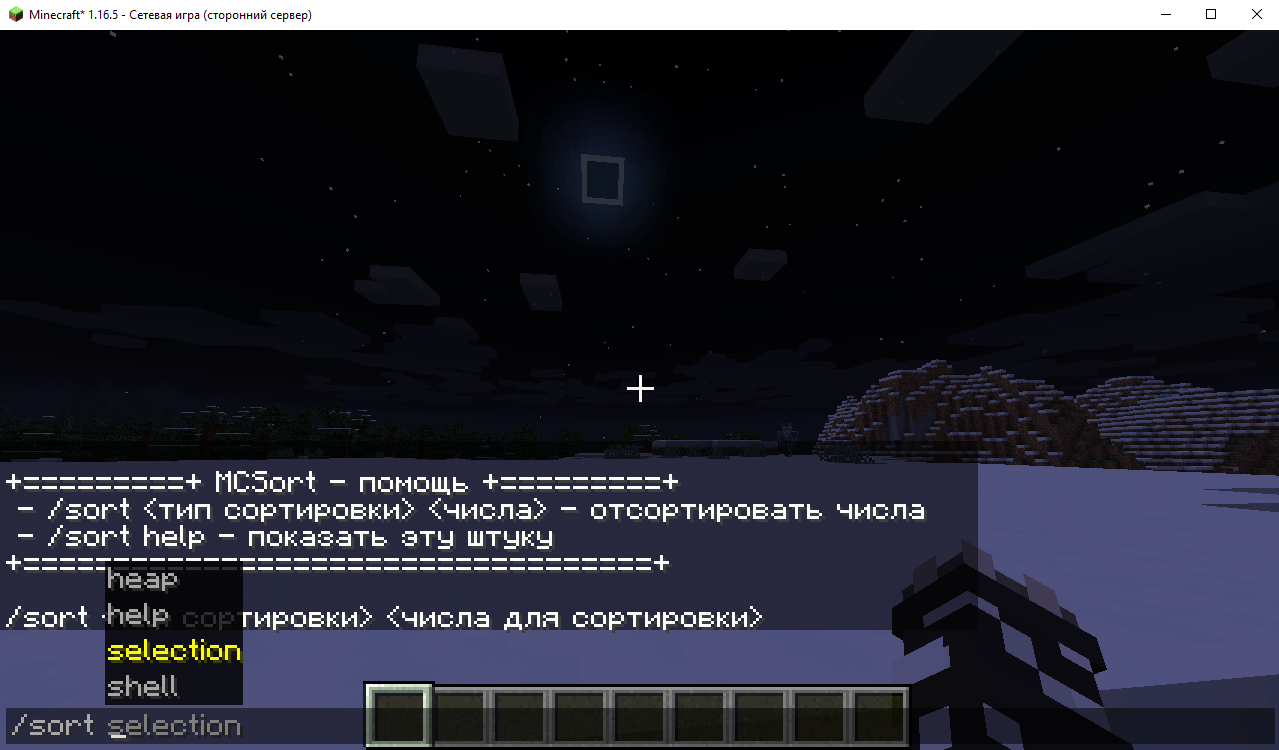 Minecraft* 1.16.5 - Сетевая игра (сторонний сервер)
+=========+ MCSort - помощь +=========+
- /sort <тип сортировки> <числа> - отсортировать числа
- /sort help - показать эту штуку
+===================================+
heap
help
/sort сортировки> <числа для сортировки>
selection
shell
/sort selection